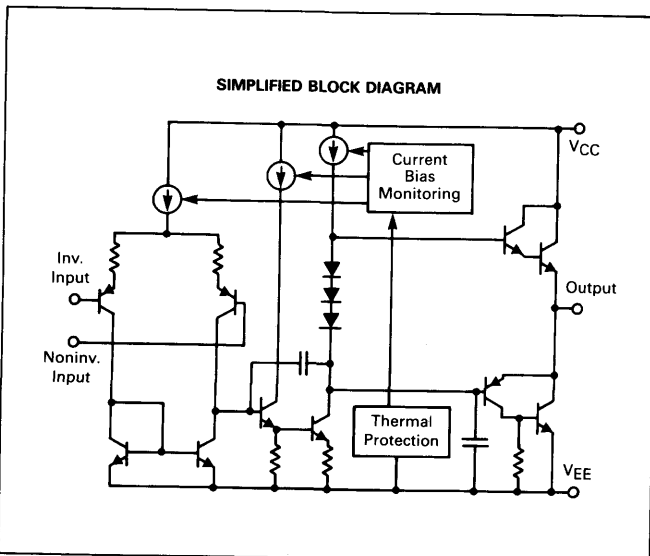 SIMPLIFIED BLOCK DIAGRAM
VCC
Current
Bias
Monitoring
Inv.
Input
Output
Noninv.
Input
Thermal
Protection
VEE